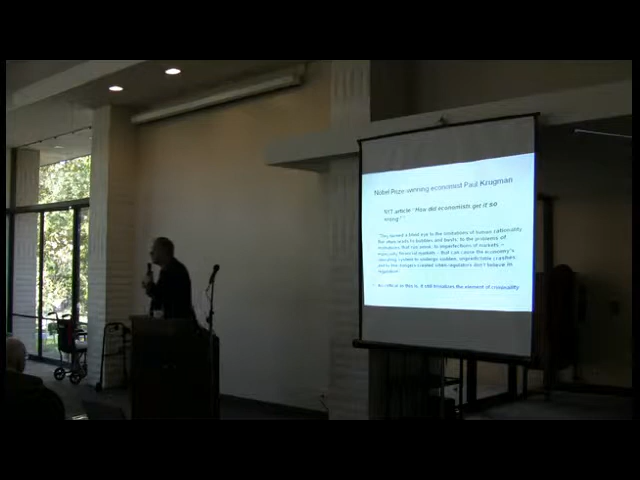 Nobel Prize-winning economist Paul Krugman
NYT article "How did economists get it so
wrong?"
"They turned a blind eye to the limitations of human rationality
that often leads to bubbles and busts; to the problems of
institutions that run amok; to imperfections of markets -
especially financial markets - that can cause the economy's
operating system to undergo sudden, unpredictable crashes
and to the dangers created when regulators don't believe in
regulation."
as this is, it still trivializes the element of criminality